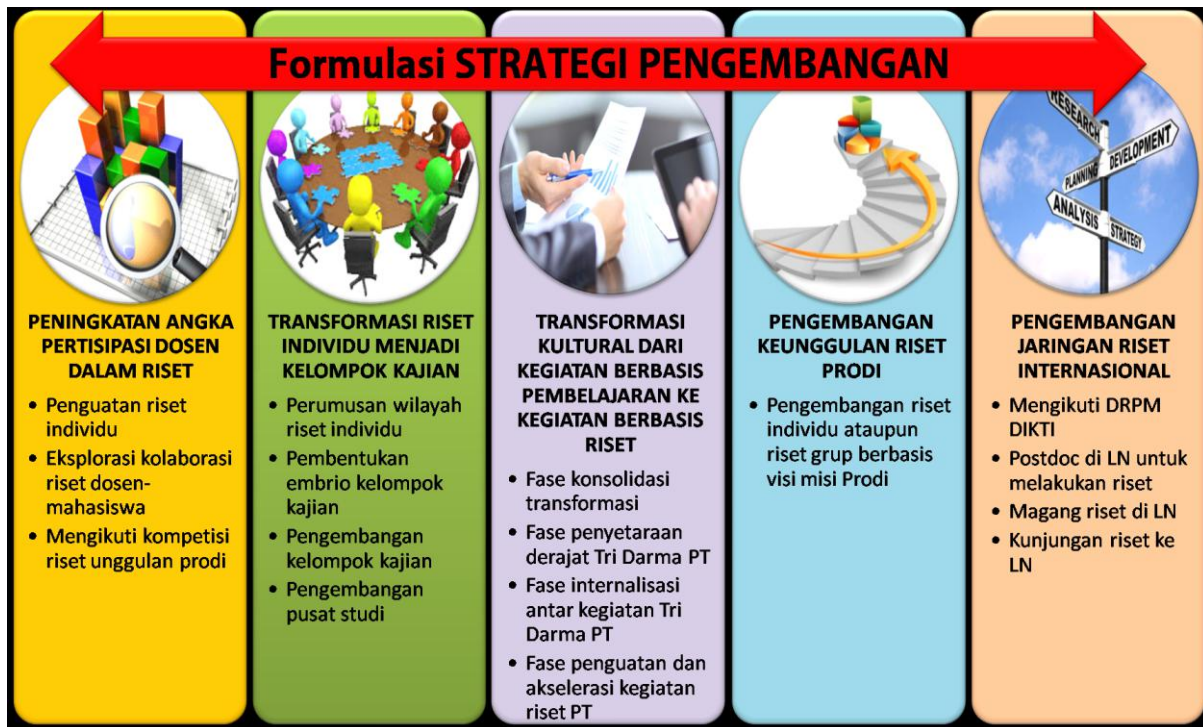 Formulasi STRATEGI PENGEMBANGAN
PENINGKATAN ANGKA
PERTISIPASI DOSEN
DALAM RISET
• Penguatan riset
individu
• Eksplorasi kolaborasi
riset dosen-
mahasiswa
• Mengikuti kompetisi
riset unggulan prodi
TRANSFORMASI RISET
INDIVIDU MENJADI
KELOMPOK KAJIAN
• Perumusan wilayah
riset individu
• Pembentukan
embrio kelompok
kajian
• Pengembangan
kelompok kajian
• Pengembangan
pusat studi
TRANSFORMASI
KULTURAL DARI
KEGIATAN BERBASIS
PEMBELAJARAN KE
KEGIATAN BERBASIS
RISET
• Fase konsolidasi
transformasi
• Fase penyetaraan
derajat Tri Darma PT
• Fase internalisasi
antar kegiatan Tri
Darma PT
• Fase penguatan dan
akselerasi kegiatan
riset PT
PENGEMBANGAN
KEUNGGULAN RISET
PRODI
• Pengembangan riset
individu ataupun
riset grup berbasis
visi misi Prodi
RESEARCH
DEVELOPMENT
PLANNING
ANALYSIS
STRATEGY
PENGEMBANGAN
JARINGAN RISET
INTERNASIONAL
• Mengikuti DRPM
DIKTI
• Postdoc di LN untuk
melakukan riset
• Magang riset di LN
• Kunjungan riset ke
LN